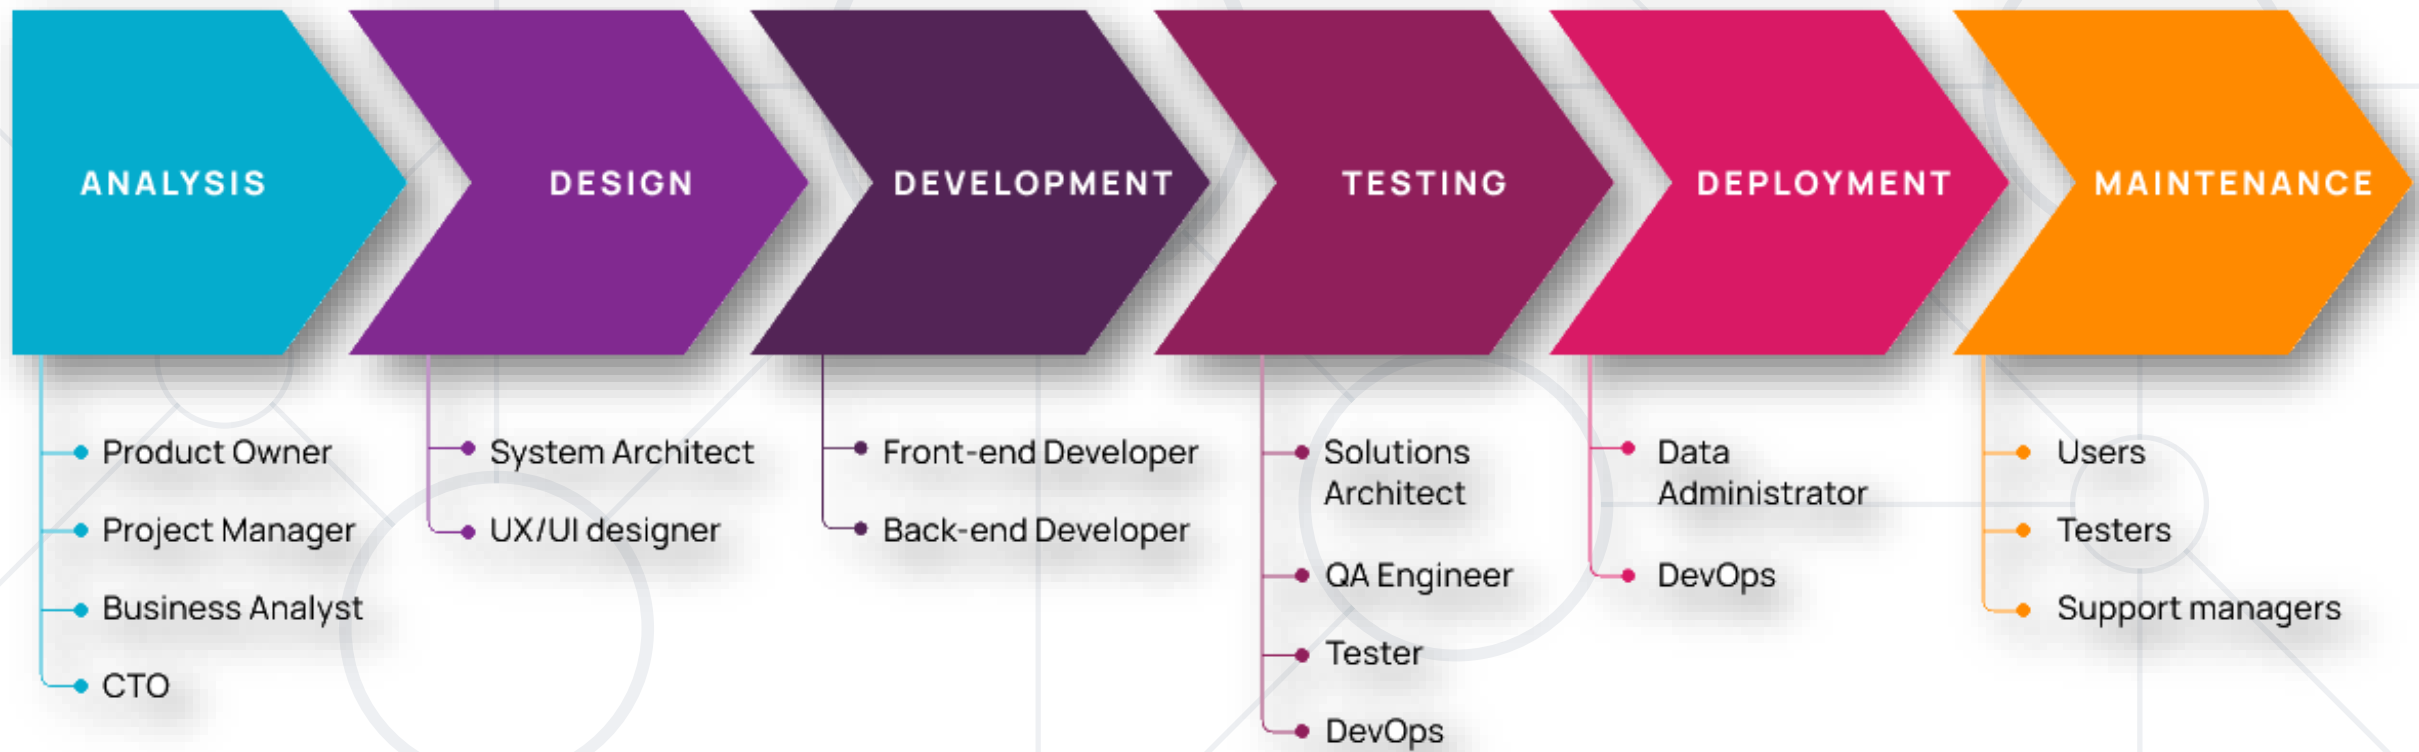 ANALYSIS
DESIGN
DEVELOPMENT
TESTING
DEPLOYMENT
MAINTENANCE
Product Owner
Project Manager
Business Analyst
CTO
System Architect
UX/UI designer
Front-end Developer
Back-end Developer
Solutions
Architect
QA Engineer
Tester
DevOps
Data
Administrator
DevOps
Users
Testers
Support managers